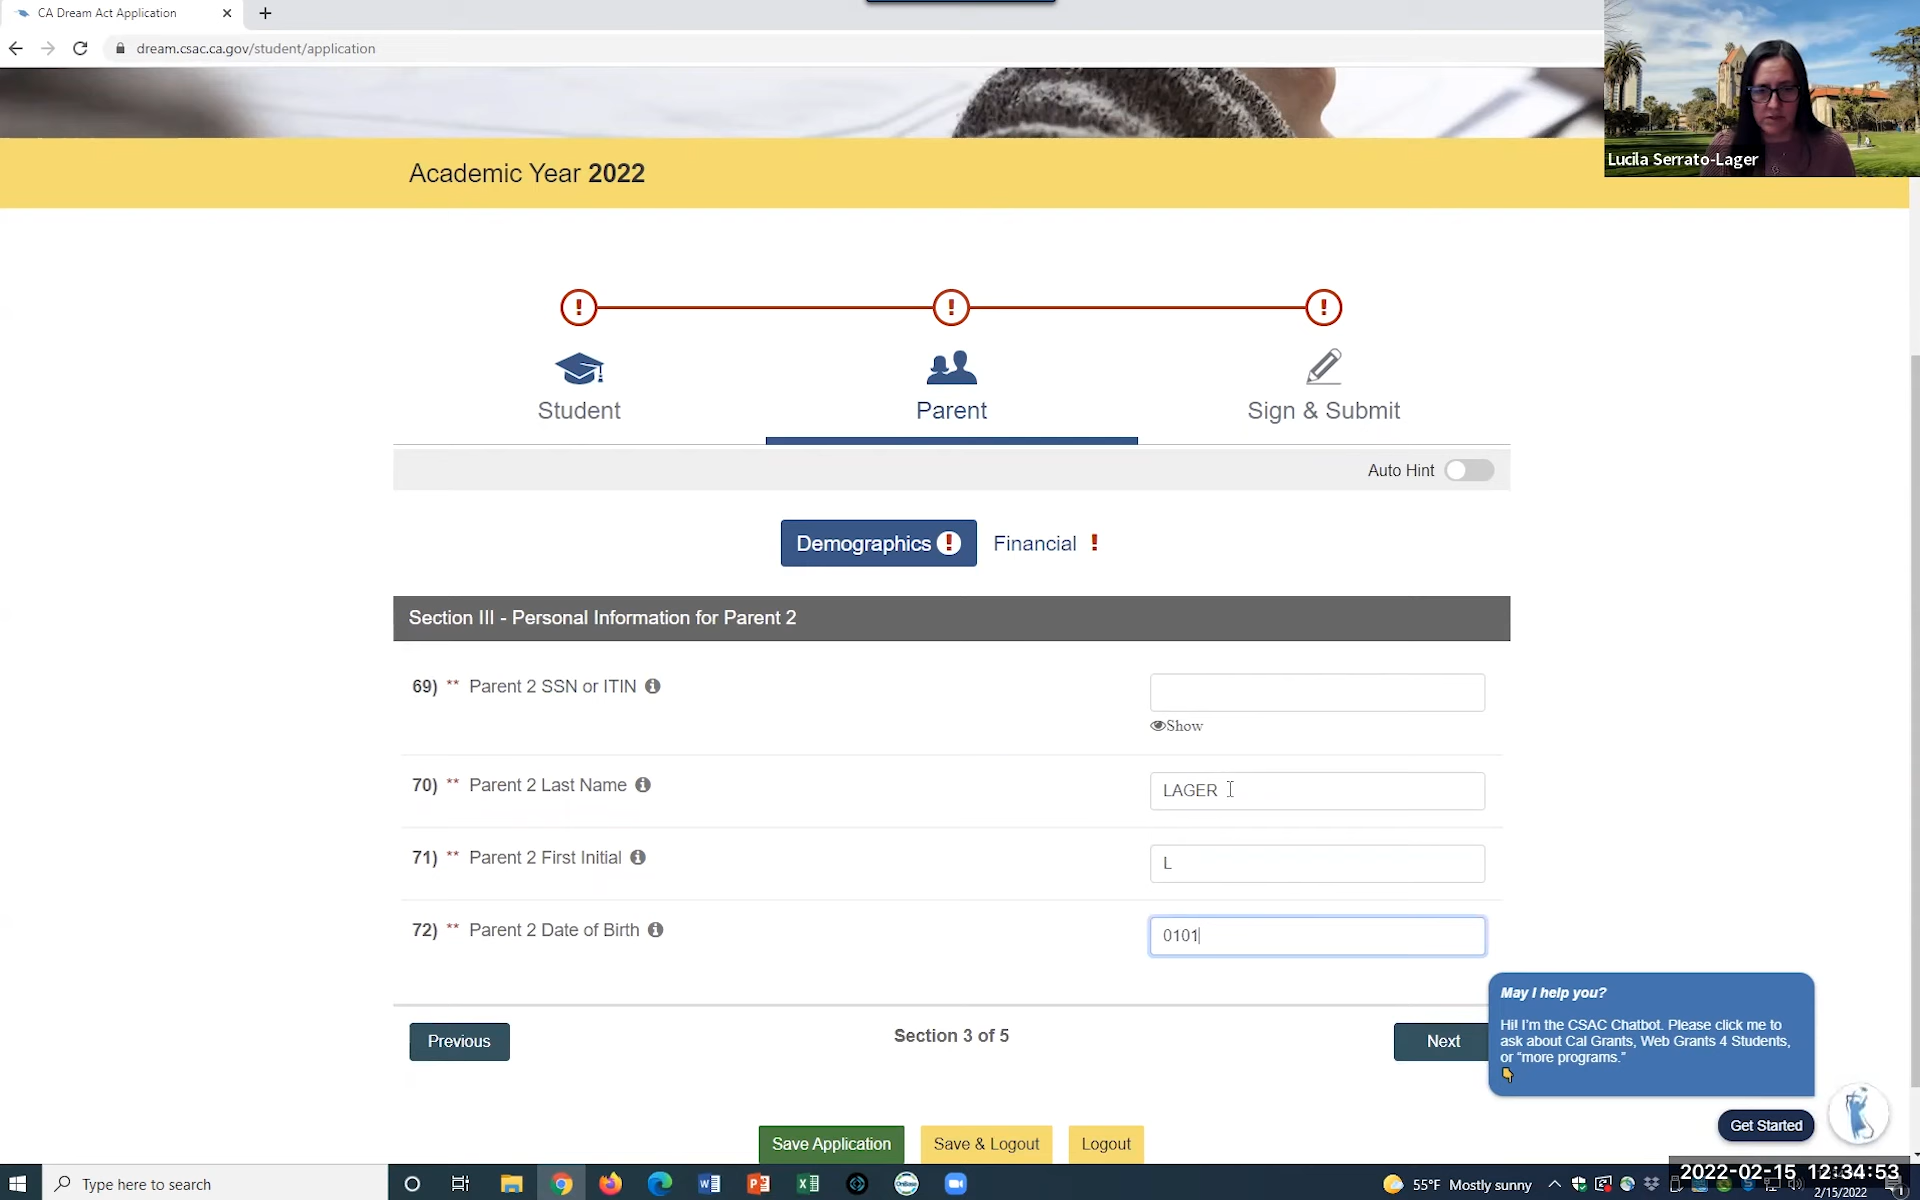 CA Dream Act Application
dream.csac.ca.gov/student/application
Lucila Serrato-Lager
Academic Year 2022
! ! !
Student Parent Sign & Submit
Auto Hint
Demographics ! Financial !
Section III - Personal Information for Parent 2
69) ** Parent 2 SSN or ITIN
Show
70) ** Parent 2 Last Name LAGER
71) ** Parent 2 First Initial L
72) ** Parent 2 Date of Birth 0101
Previous Section 3 of 5 Next
May I help you?
Hi! I'm the CSAC Chatbot. Please click me to
ask about Cal Grants, Web Grants 4 Students,
or "more programs."
Get Started
Save Application Save & Logout Logout
Type here to search
55°F Mostly sunny
2022-02-15 12:34:53
2/15/2022